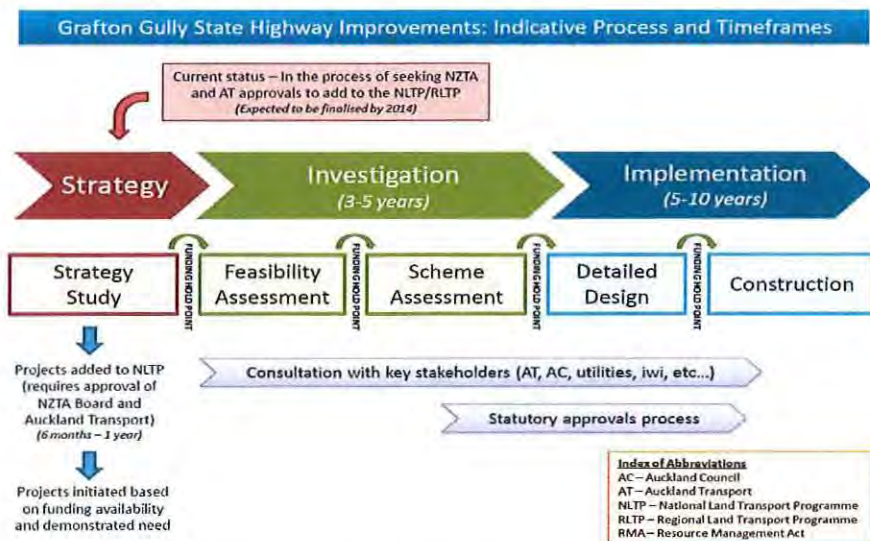 Grafton Gully State Highway Improvements: Indicative Process and Timeframes
Current status – In the process of seeking NZTA
and AT approvals to add to the NLTP/RLTP
(Expected to be finalised by 2014)
Strategy
Investigation
(3-5 years)
Implementation
(5-10 years)
Strategy
Study
FUNDING HOLD POINT
Feasibility
Assessment
FUNDING HOLD POINT
Scheme
Assessment
FUNDING HOLD POINT
Detailed
Design
FUNDING HOLD POINT
Construction
Projects added to NLTP
(requires approval of
NZTA Board and
Auckland Transport)
(6 months – 1 year)
Projects initiated based
on funding availability
and demonstrated need
Consultation with key stakeholders (AT, AC, utilities, iwi, etc...)
Statutory approvals process
Index of Abbreviations
AC – Auckland Council
AT – Auckland Transport
NLTP – National Land Transport Programme
RLTP – Regional Land Transport Programme
RMA – Resource Management Act